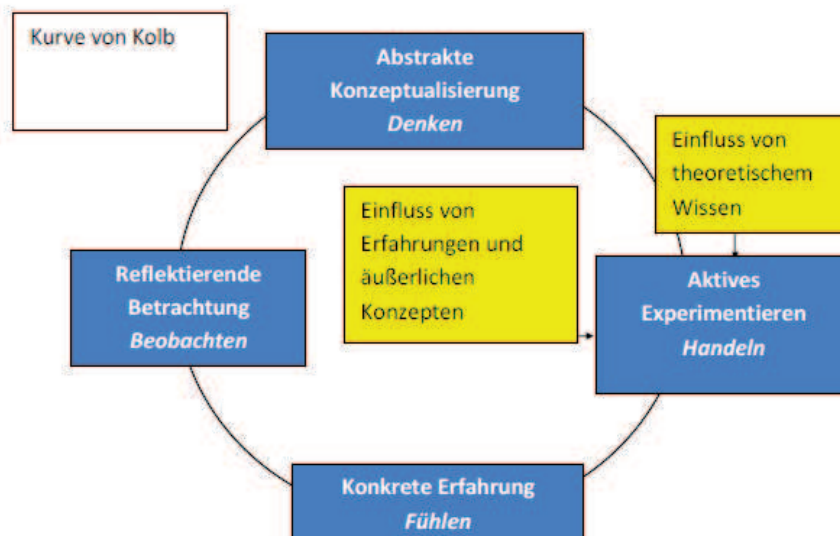 Kurve von Kolb
Abstrakte
Konzeptualisierung
Denken
Einfluss von
theoretischem
Wissen
Einfluss von
Erfahrungen und
äußerlichen
Konzepten
Reflektierende
Betrachtung
Beobachten
Aktives
Experimentieren
Handeln
Konkrete Erfahrung
Fühlen